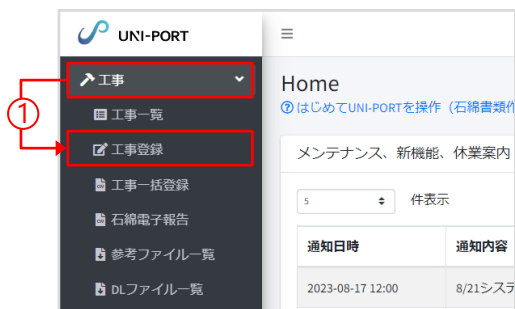 UNI-PORT
工事
①
工事一覧
工事登録
工事一括登録
石綿電子報告
参考ファイル一覧
DLファイル一覧
Home
はじめてUNI-PORTを操作（石綿書類作
メンテナンス、新機能、休業案内
5 件表示
通知日時 通知内容
2023-08-17 12:00 8/21システ